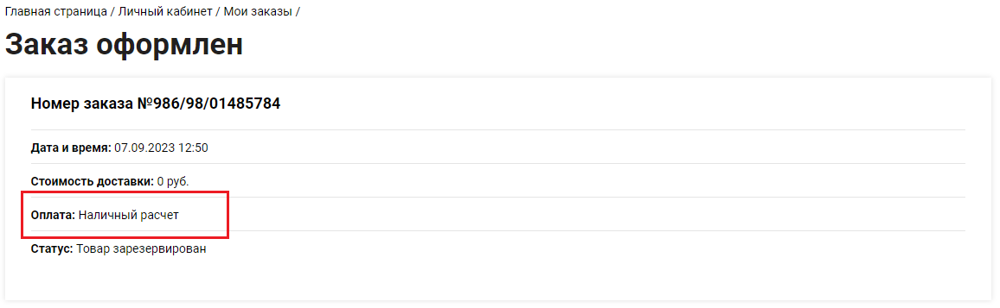 Главная страница / Личный кабинет / Мои заказы /
Заказ оформлен
Номер заказа №986/98/01485784
Дата и время: 07.09.2023 12:50
Стоимость доставки: 0 руб.
Оплата: Наличный расчет
Статус: Товар зарезервирован